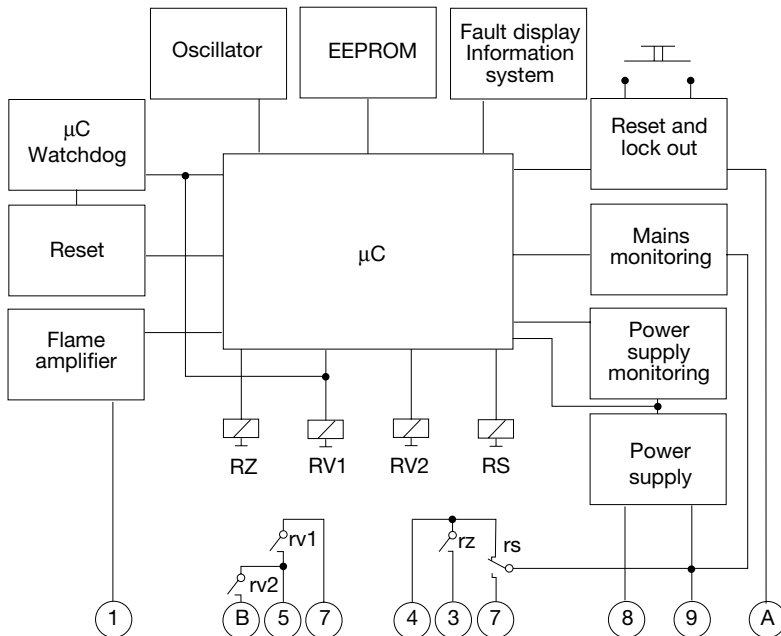 Oscillator
EEPROM
Fault display
Information
system
μC
Watchdog
Reset and
lock out
Reset
μC
Mains
monitoring
Flame
amplifier
Power
supply
monitoring
RZ
RV1
RV2
RS
Power
supply
rv1
rz
rs
rv2
1
B
5
7
4
3
7
8
9
A